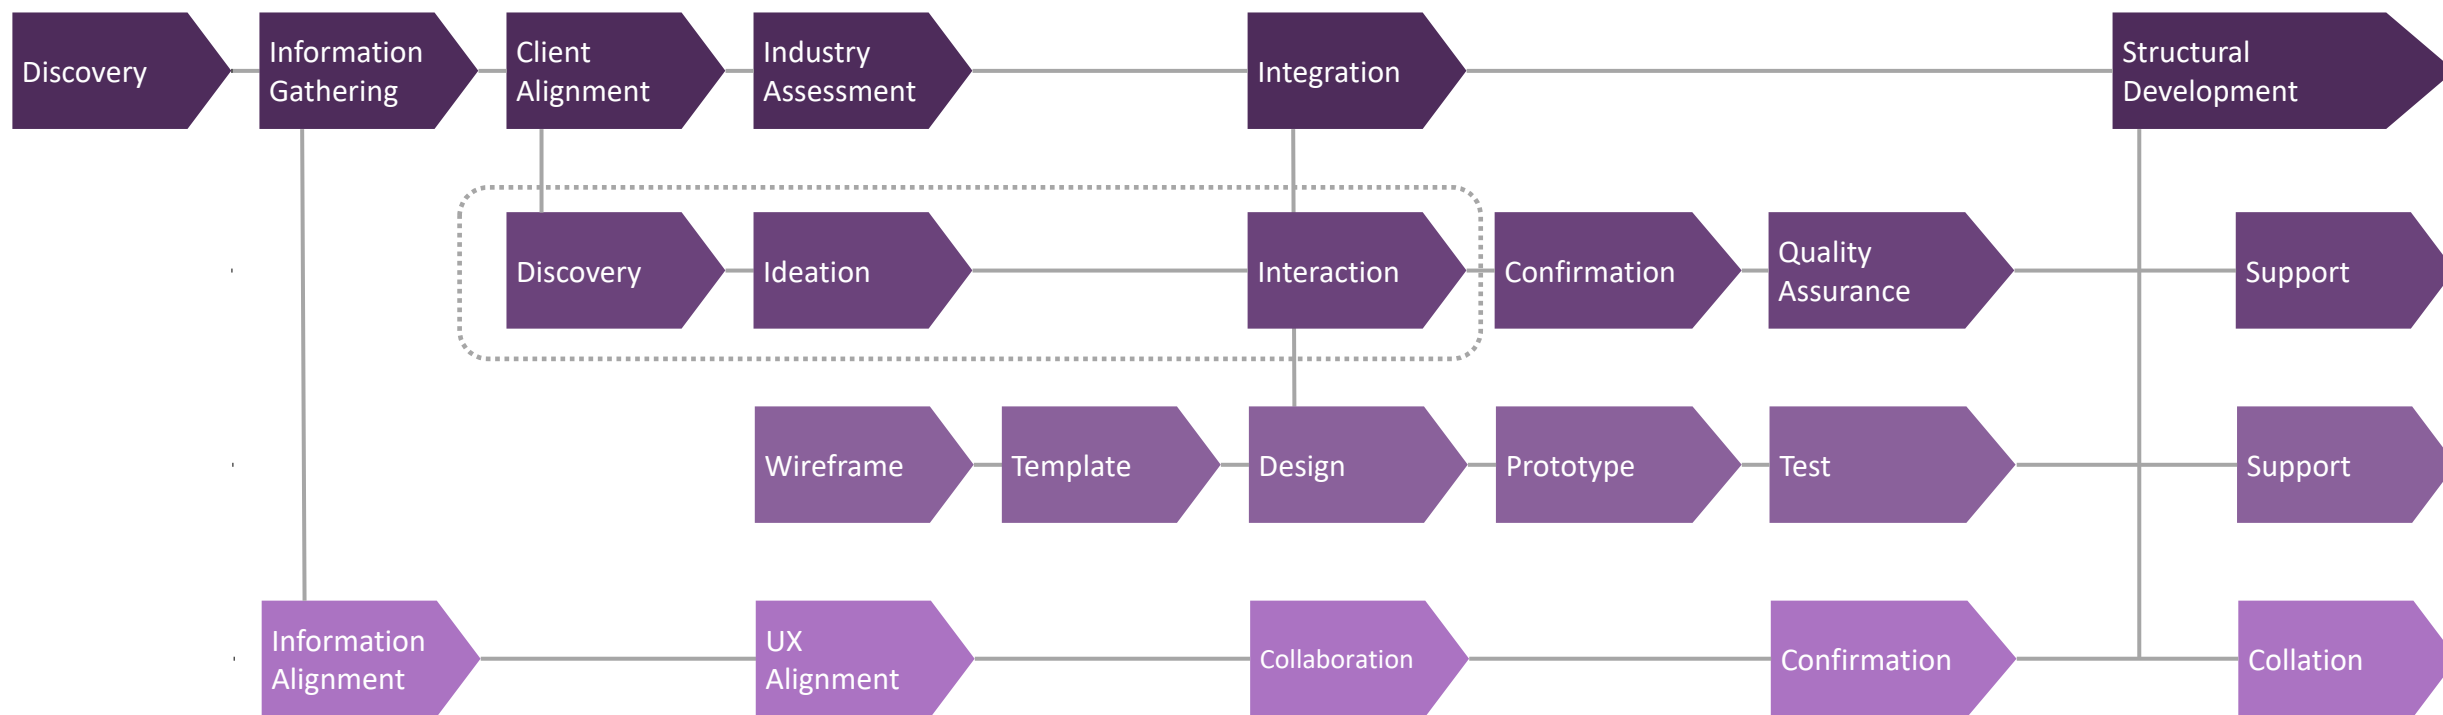 Discovery
Information
Gathering
Client
Alignment
Industry
Assessment
Integration
Structural
Development
Discovery
Ideation
Interaction
Confirmation
Quality
Assurance
Support
Wireframe
Template
Design
Prototype
Test
Support
Information
Alignment
UX
Alignment
Collaboration
Confirmation
Collation